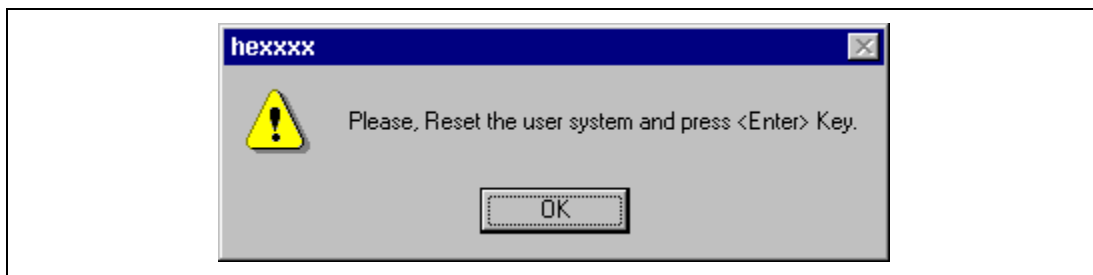 hexxxx
Please, Reset the user system and press <Enter> Key.
OK